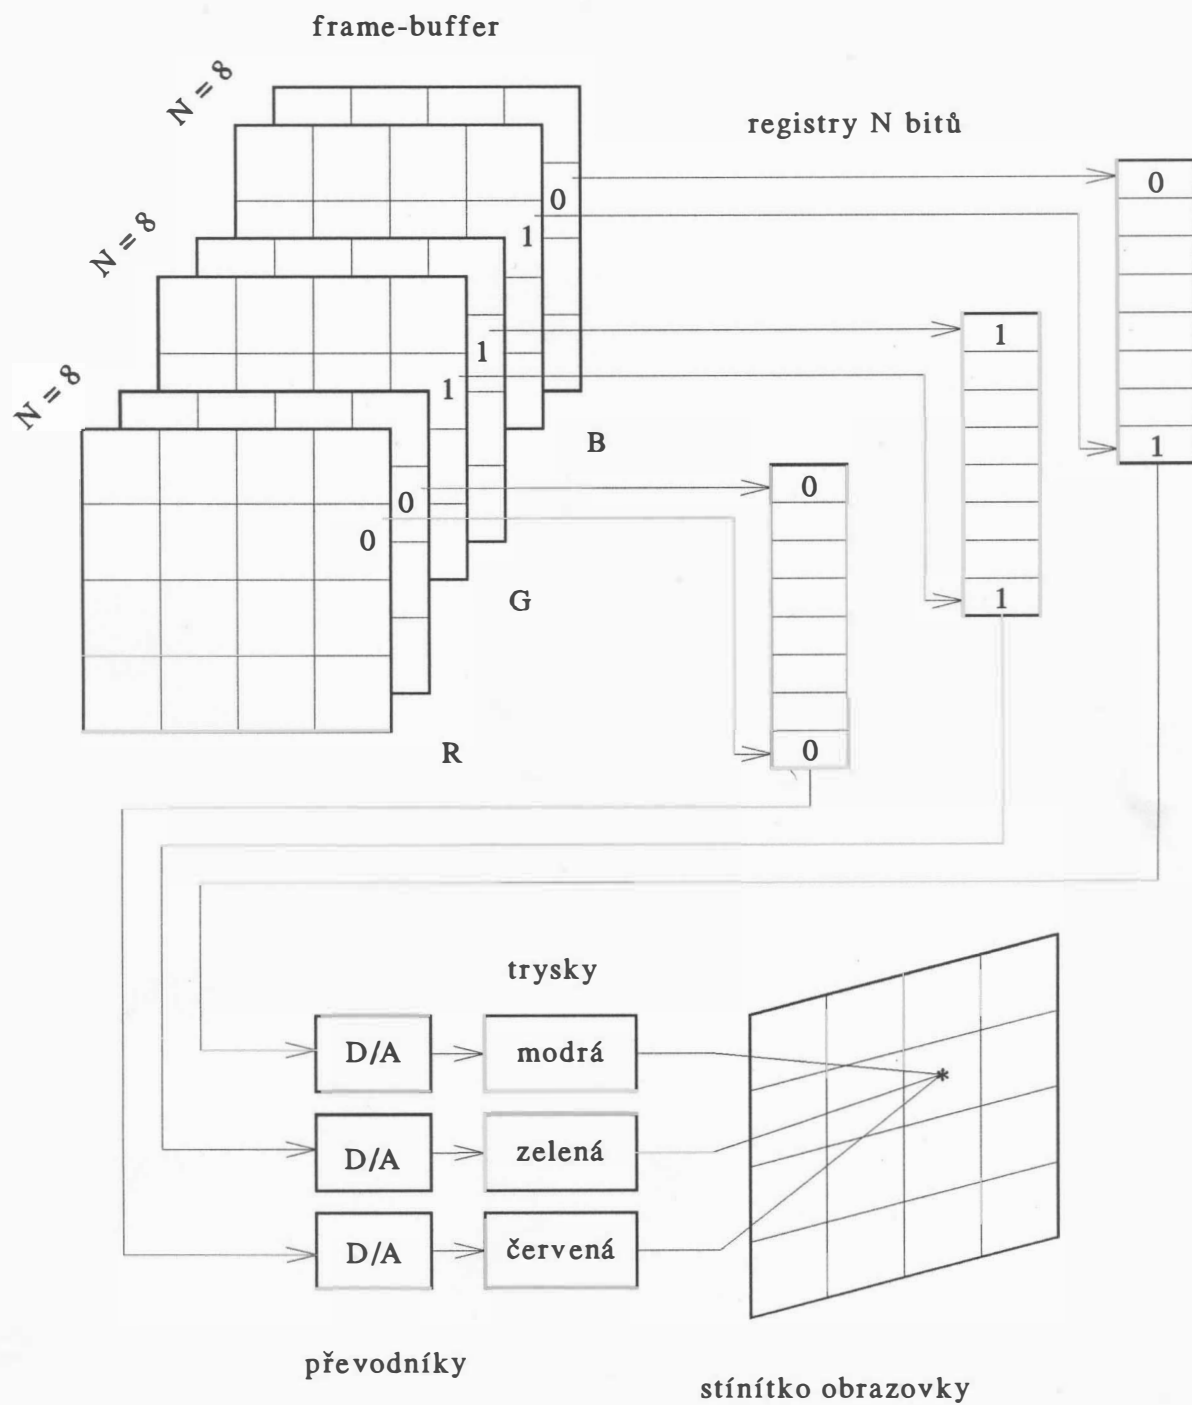 frame-buffer
N = 8
registry N bitů
0
0
1
N = 8
1
1
1
N = 8
B
1
0
0
0
G
1
R
0
trysky
D/A
modrá
D/A
zelená
D/A
červená
převodníky
stínítko obrazovky